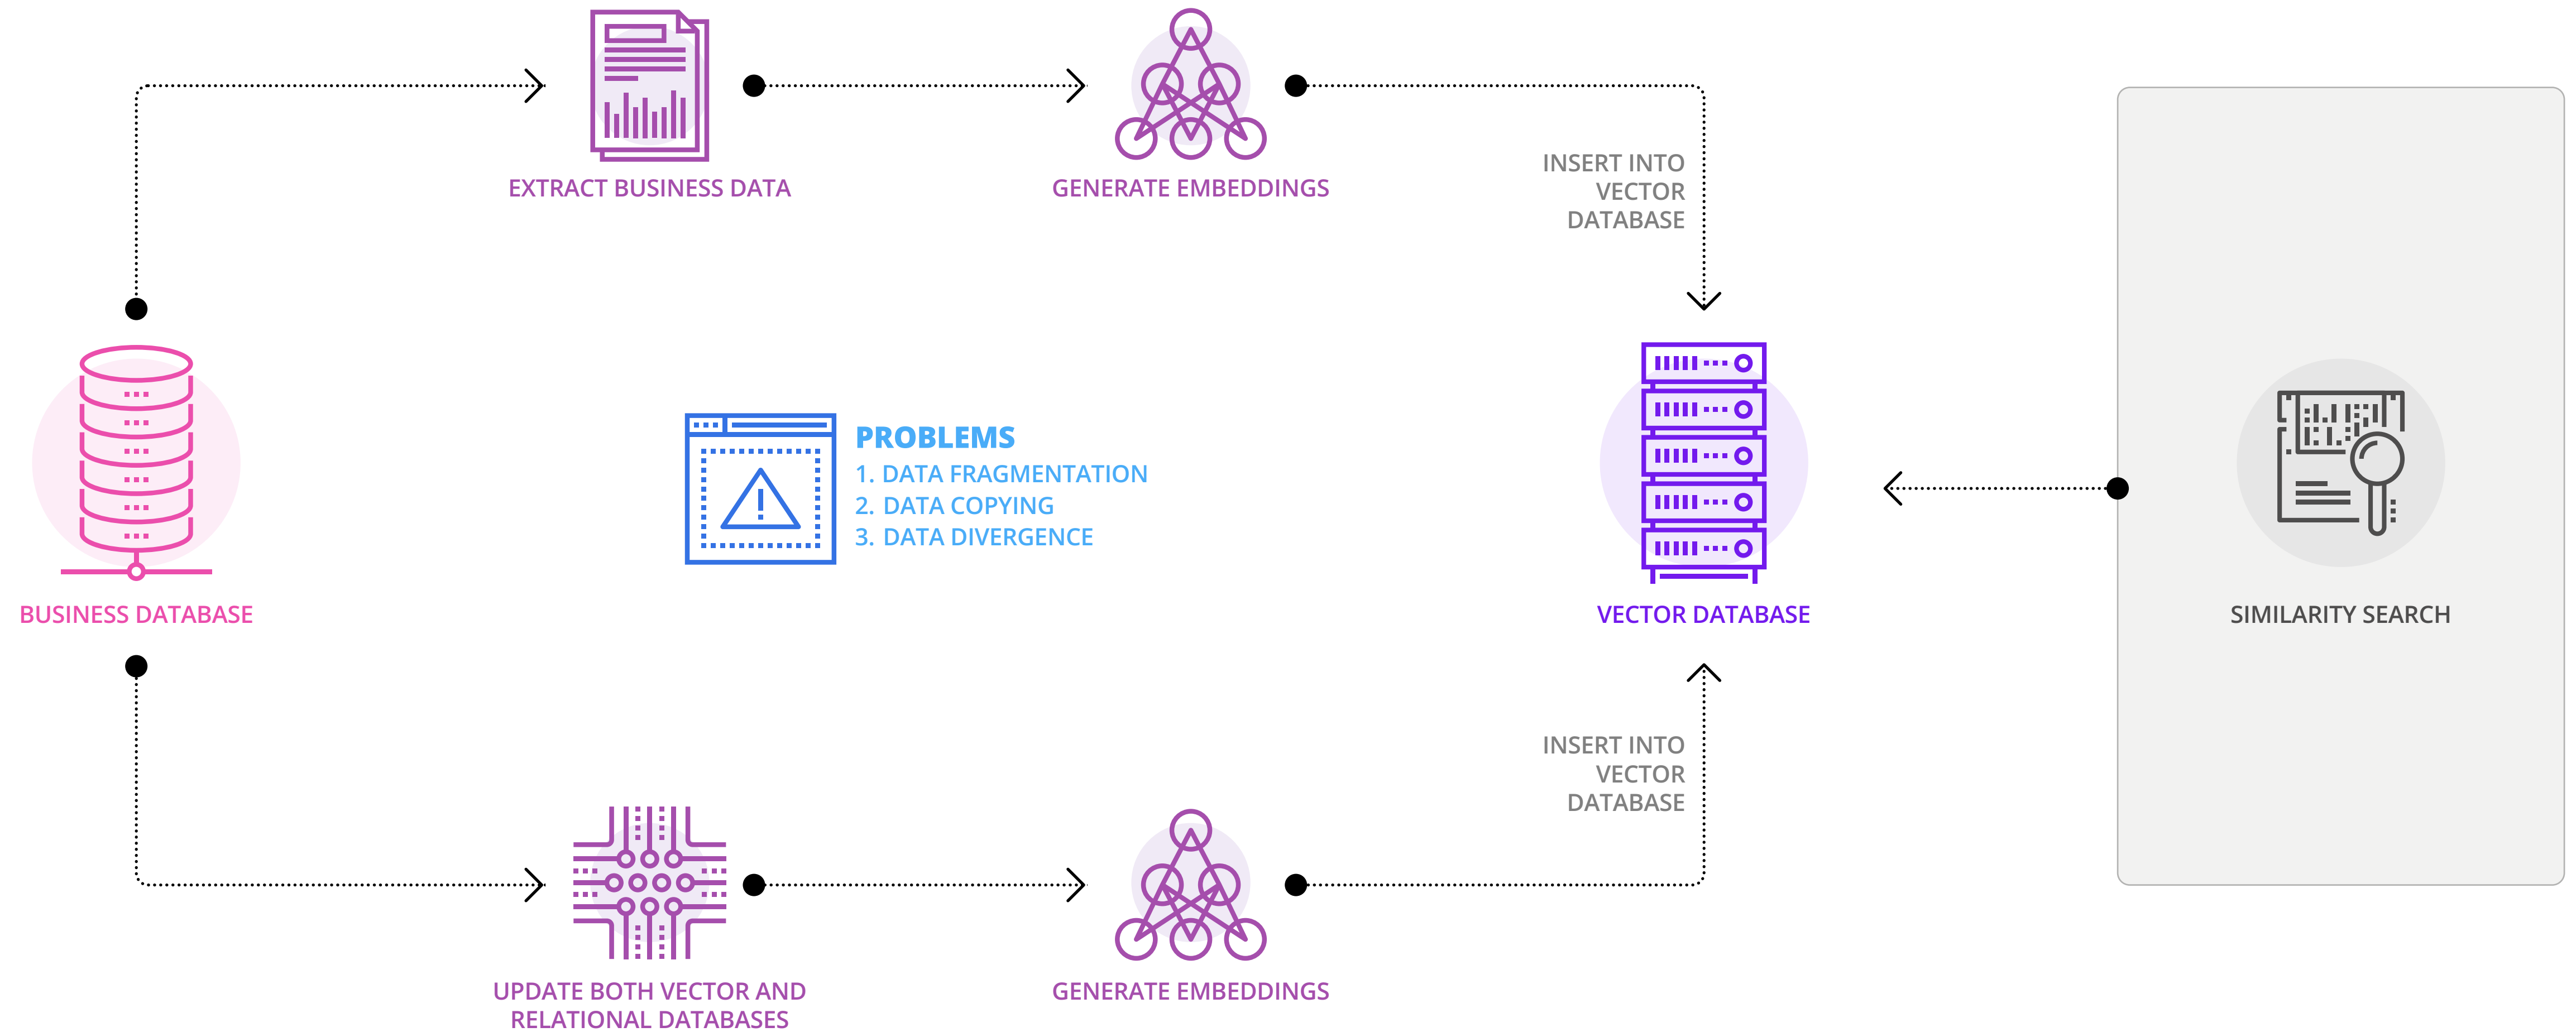 EXTRACT BUSINESS DATA
GENERATE EMBEDDINGS
INSERT INTO
VECTOR
DATABASE
BUSINESS DATABASE
PROBLEMS
1. DATA FRAGMENTATION
2. DATA COPYING
3. DATA DIVERGENCE
VECTOR DATABASE
SIMILARITY SEARCH
INSERT INTO
VECTOR
DATABASE
UPDATE BOTH VECTOR AND
RELATIONAL DATABASES
GENERATE EMBEDDINGS